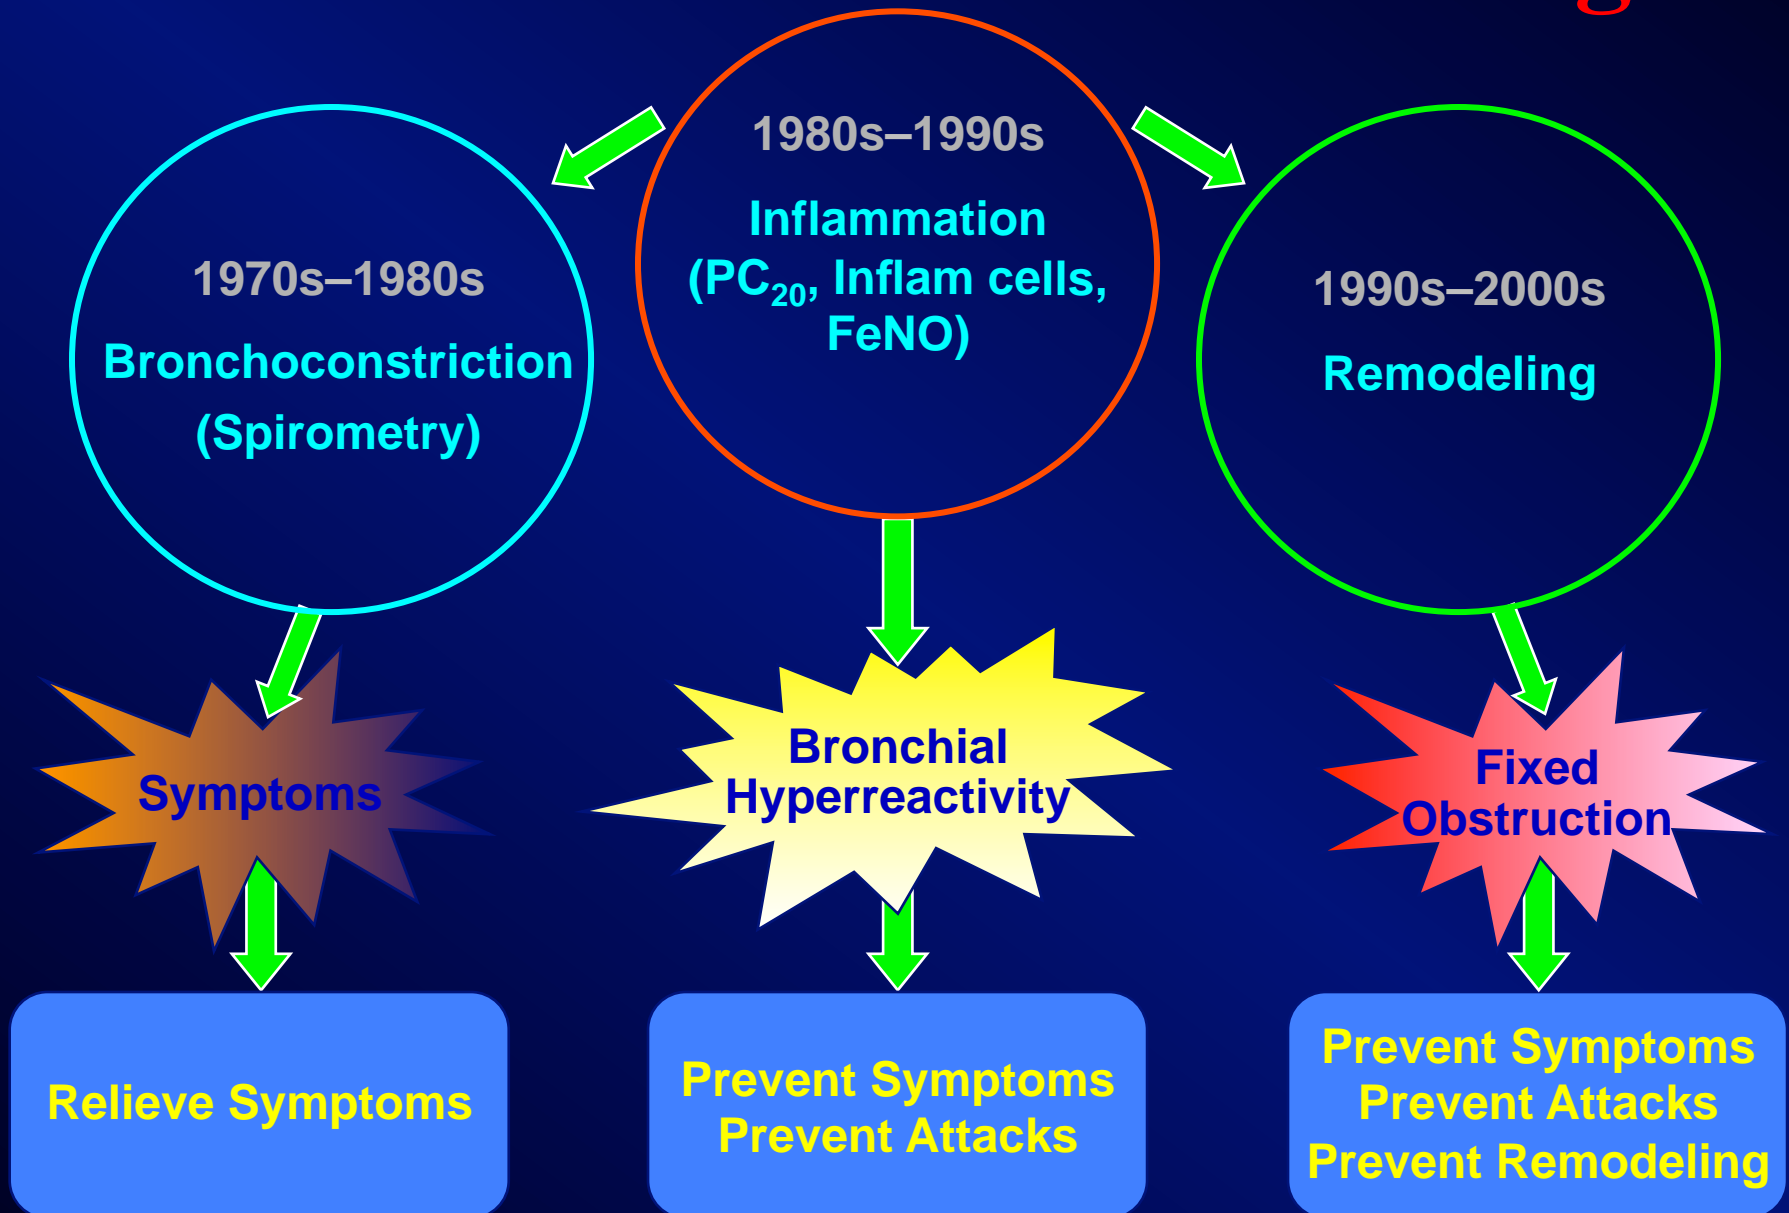 1980s–1990s
Inflammation
(PC20, Inflam cells,
FeNO)
1970s–1980s
Bronchoconstriction
(Spirometry)
1990s–2000s
Remodeling
Symptoms
Bronchial
Hyperreactivity
Fixed
Obstruction
Relieve Symptoms
Prevent Symptoms
Prevent Attacks
Prevent Symptoms
Prevent Attacks
Prevent Remodeling